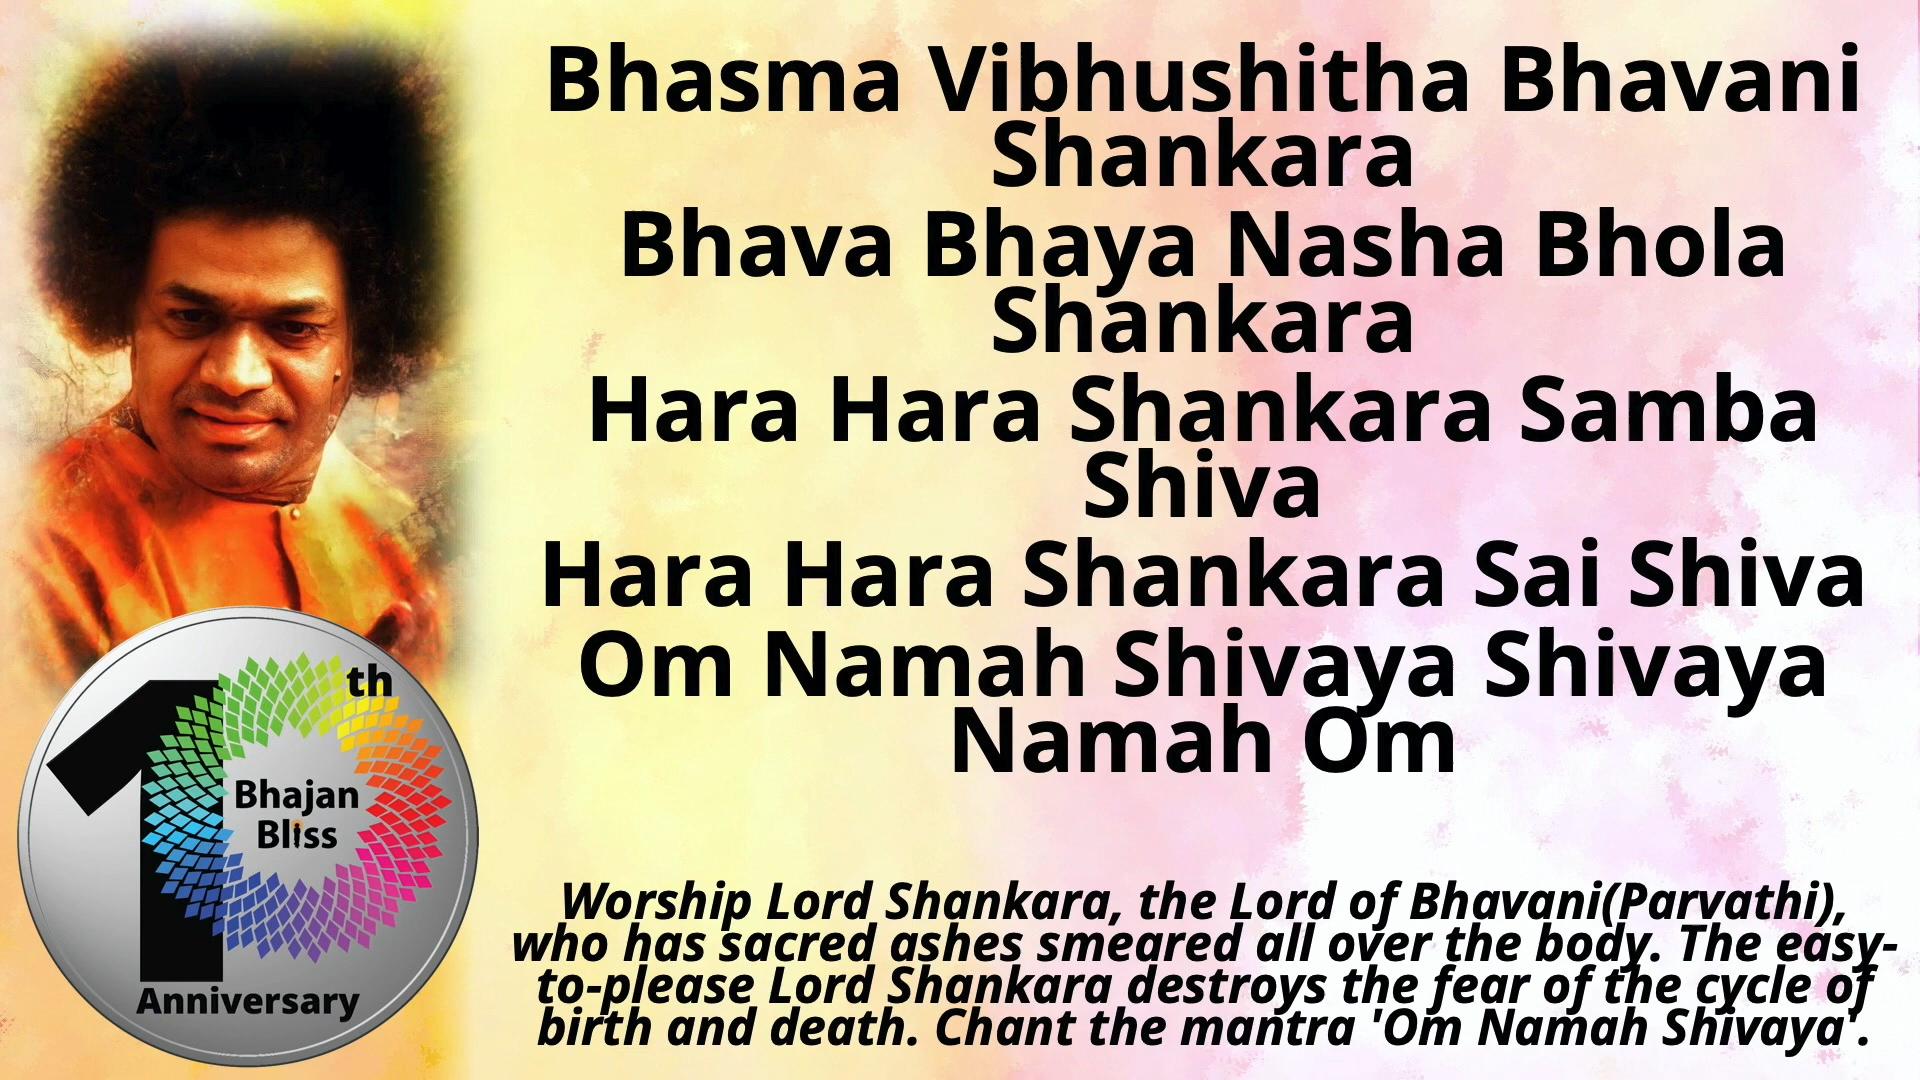 Bhasma Vibhushitha Bhavani
Shankara
Bhava Bhaya Nasha Bhola
Shankara
Hara Hara Shankara Samba
Shiva
Hara Hara Shankara Sai Shiva
Om Namah Shivaya Shivaya
Namah Om
Worship Lord Shankara, the Lord of Bhavani(Parvathi),
who has sacred ashes smeared all over the body. The easy-
to-please Lord Shankara destroys the fear of the cycle of
birth and death. Chant the mantra 'Om Namah Shivaya'.
10th
Bhajan
Bliss
Anniversary